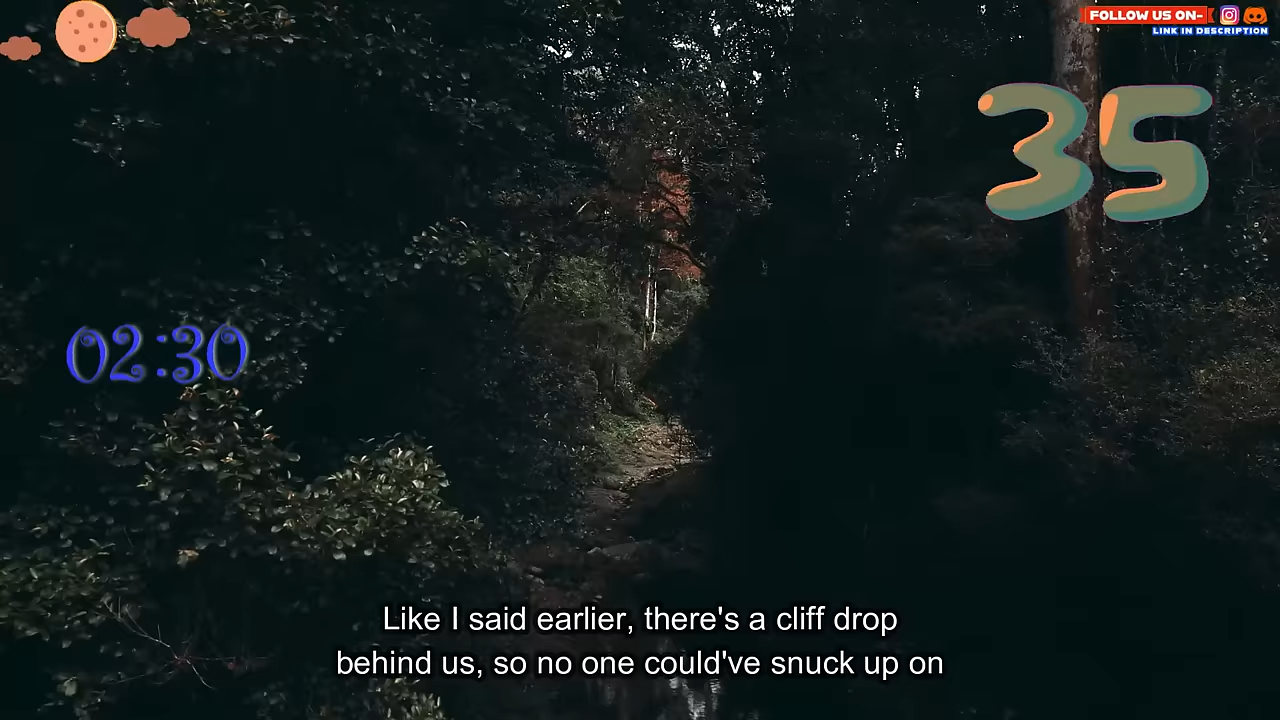 FOLLOW US ON-
LINK IN DESCRIPTION
35
02:30
Like I said earlier, there's a cliff drop
behind us, so no one could've snuck up on